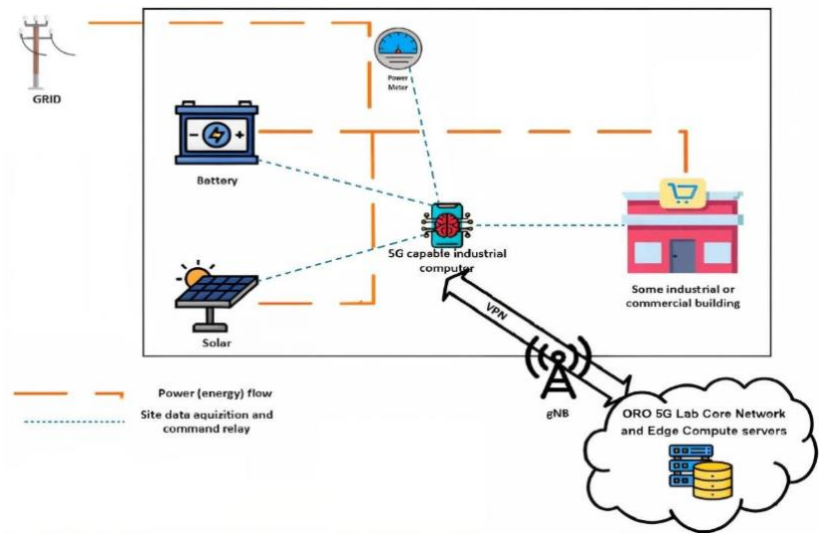 GRID
Power
Meter
Battery
5G capable industrial
computer
Some industrial or
commercial building
Solar
VPN
gNB
Power (energy) flow
Site data aquizition and
command relay
ORO 5G Lab Core Network
and Edge Compute servers